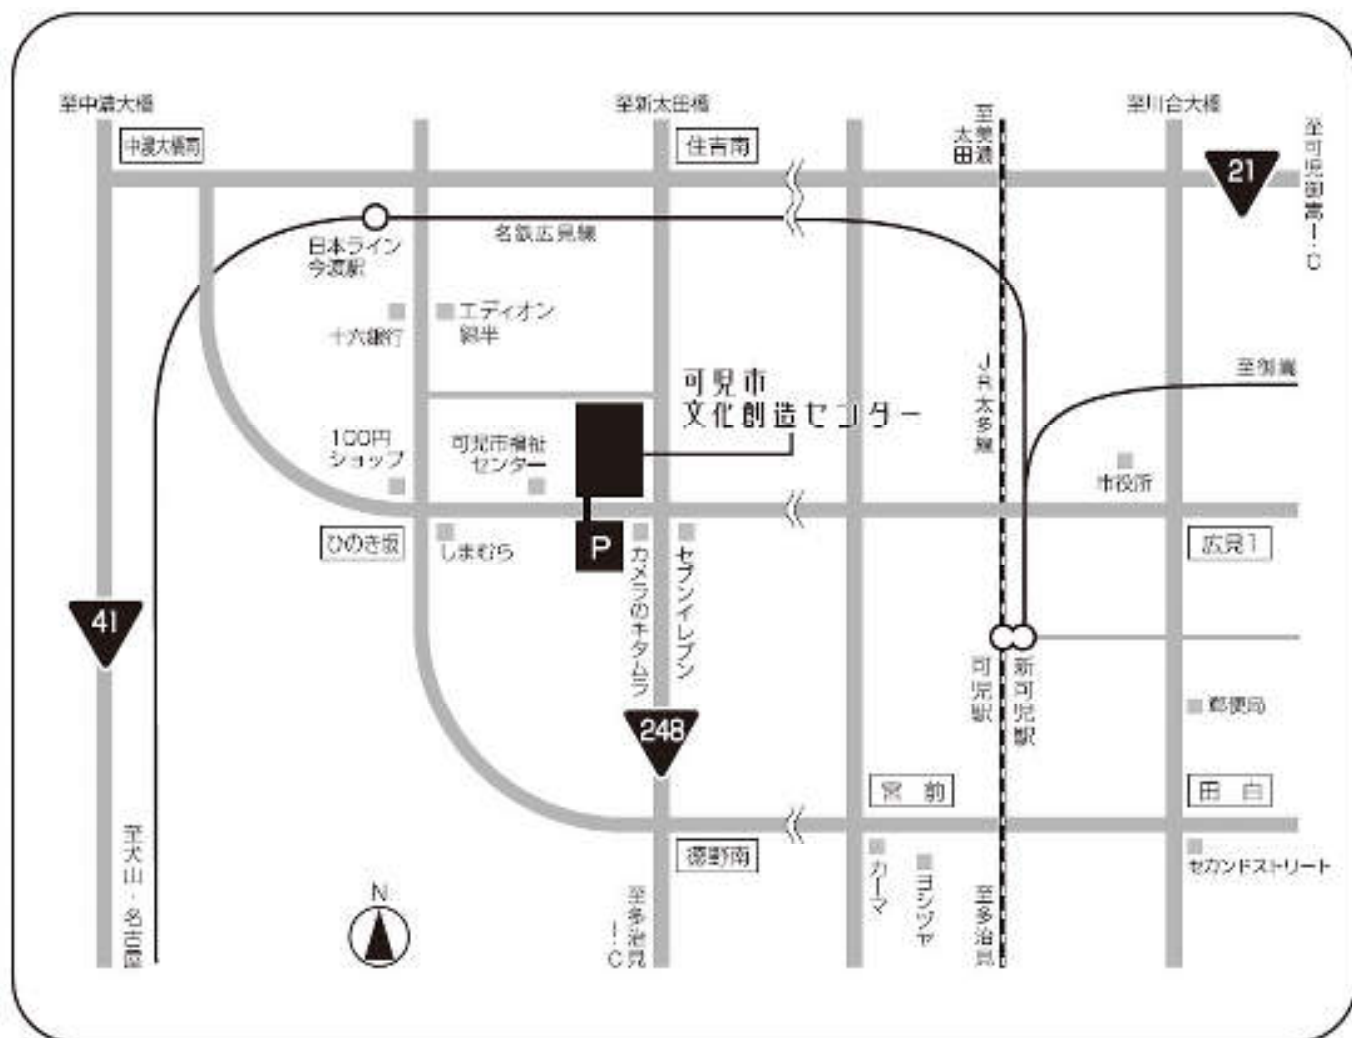 至中濃大橋
至新太田橋
至美濃
太田
至川合大橋
至可児御嵩I.C
中濃大橋南
住吉南
21
日本ライン
今渡駅
名鉄広見線
十六銀行
エディオン
綿半
JR太多線
至御嵩
可児市
文化創造センター
100円
ショップ
可児市福祉
センター
市役所
ひのき坂
しまむら
P
カメラのキタムラ
セブンイレブン
広見1
41
248
可児駅
新可児駅
郵便局
宮前
田白
徳野南
カーマ
ヨシヅヤ
セカンドストリート
至犬山・名古屋
N
至多治見
I.C
至多治見